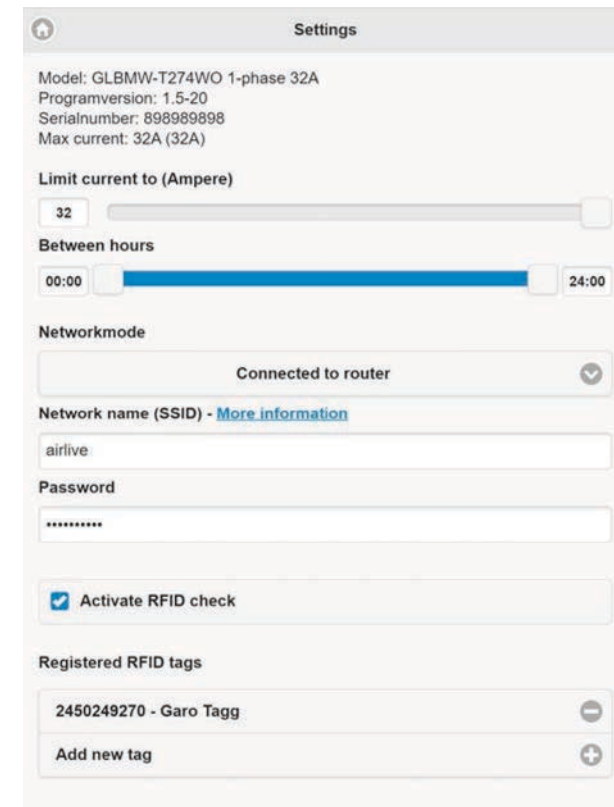 Settings
Model: GLBMW-T274WO 1-phase 32A
Programversion: 1.5-20
Serialnumber: 898989898
Max current: 32A (32A)
Limit current to (Ampere)
32
Between hours
00:00 24:00
Networkmode
Connected to router
Network name (SSID) - More information
airlive
Password
••••••••••
Activate RFID check
Registered RFID tags
2450249270 - Garo Tagg
Add new tag